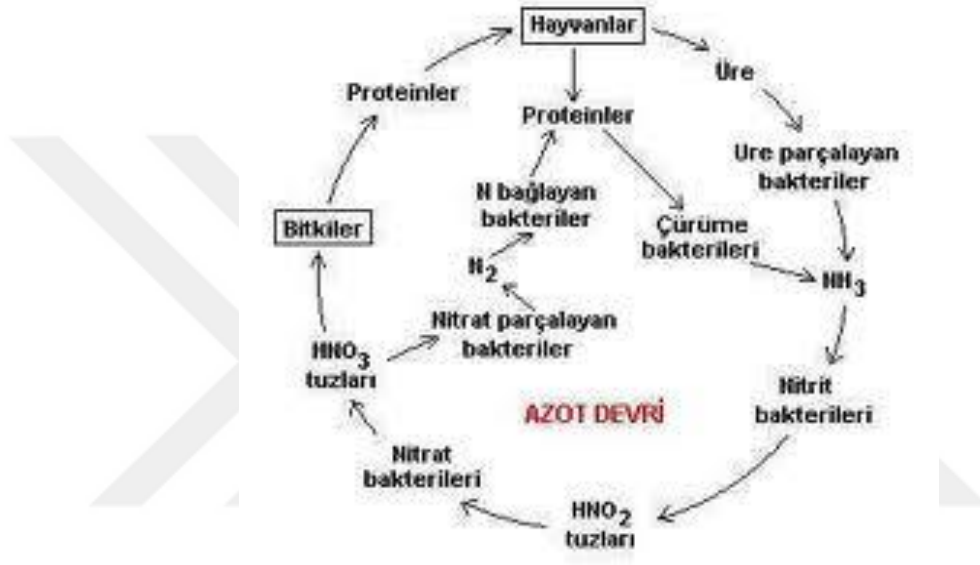 Hayvanlar
Üre
Proteinler
Proteinler
Ure parçalayan
bakteriler
N bağlayan
bakteriler
Bitkiler
Çürüme
bakterileri
N2
NH3
Nitrat parçalayan
bakteriler
HNO3
tuzları
Nitrit
bakterileri
AZOT DEVRİ
Nitrat
bakterileri
HNO2
tuzları